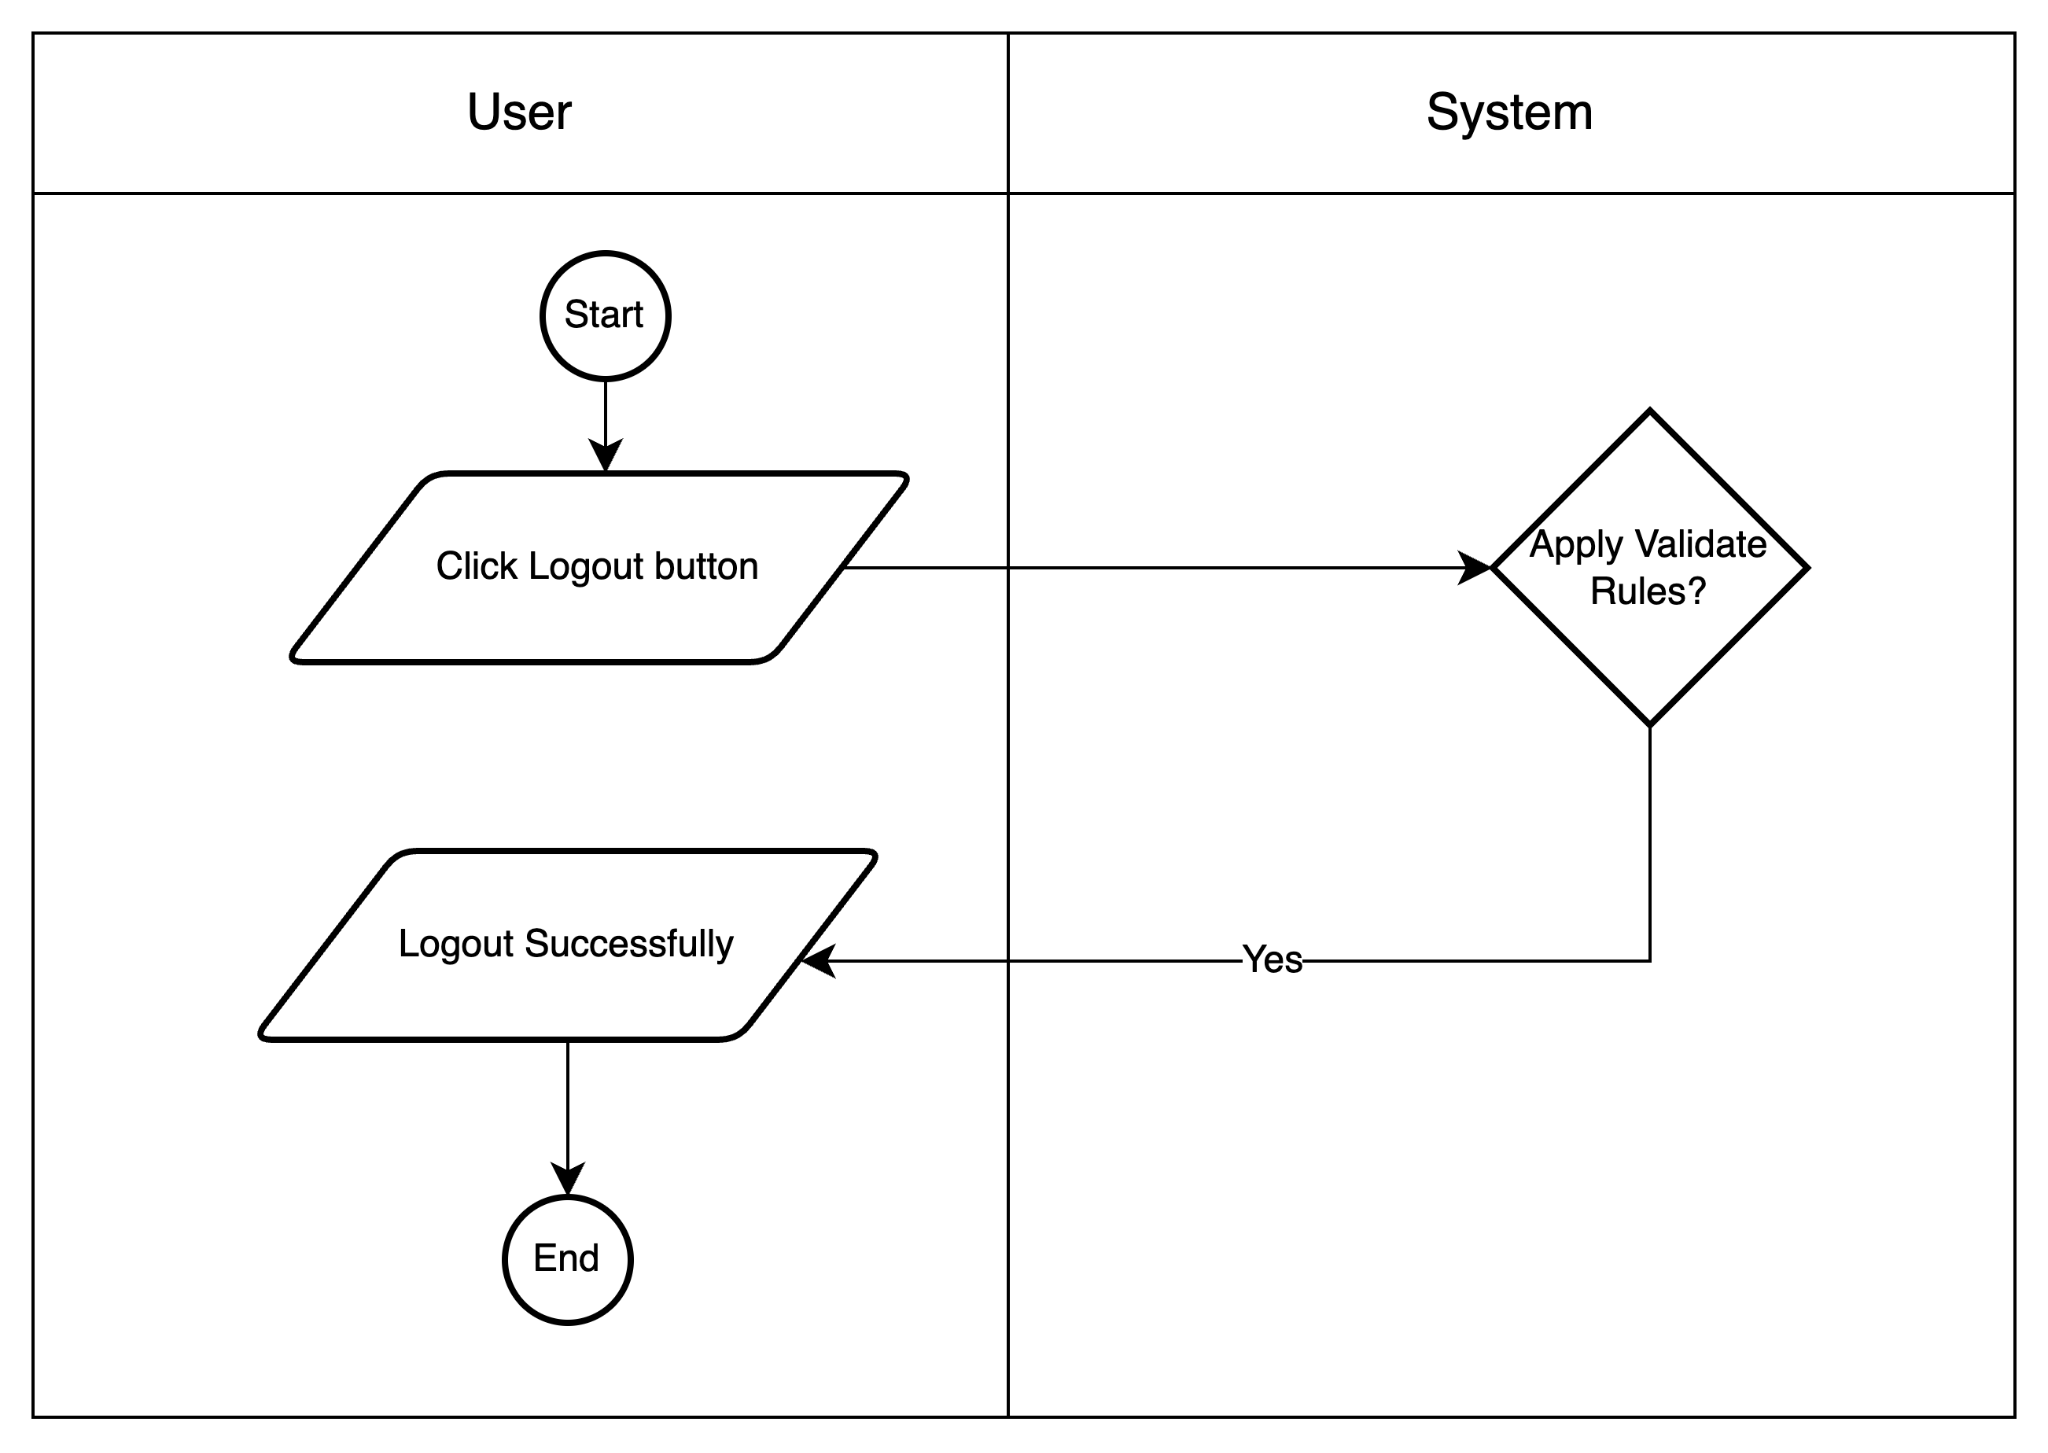 User
System
Start
Click Logout button
Apply Validate
Rules?
Logout Successfully
Yes
End